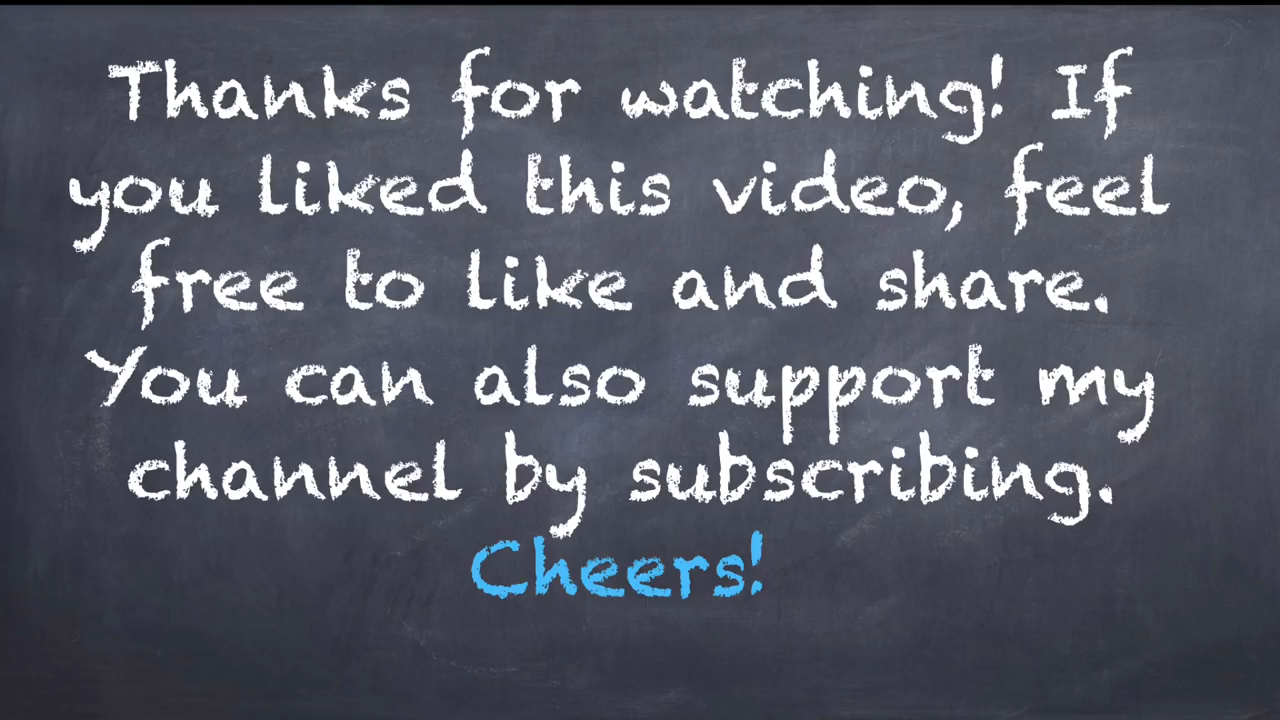 Thanks for watching! If
you liked this video, feel
free to like and share.
You can also support my
channel by subscribing.
Cheers!